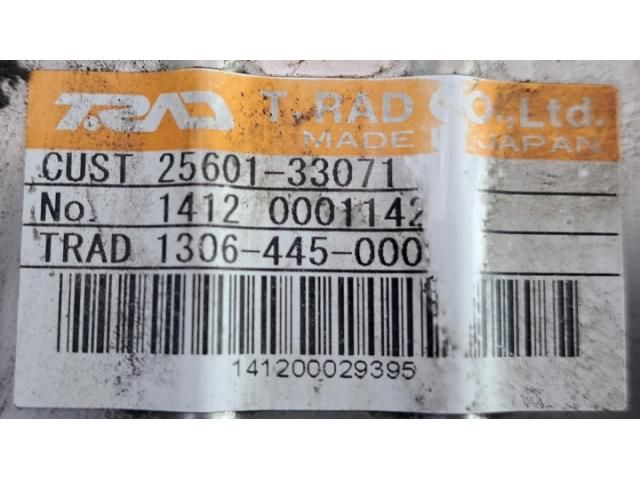 T.RAD T.RAD CO.,Ltd.
MADE IN JAPAN
CUST 25601-33071
No. 1412 0001142
TRAD 1306-445-000
141200029395